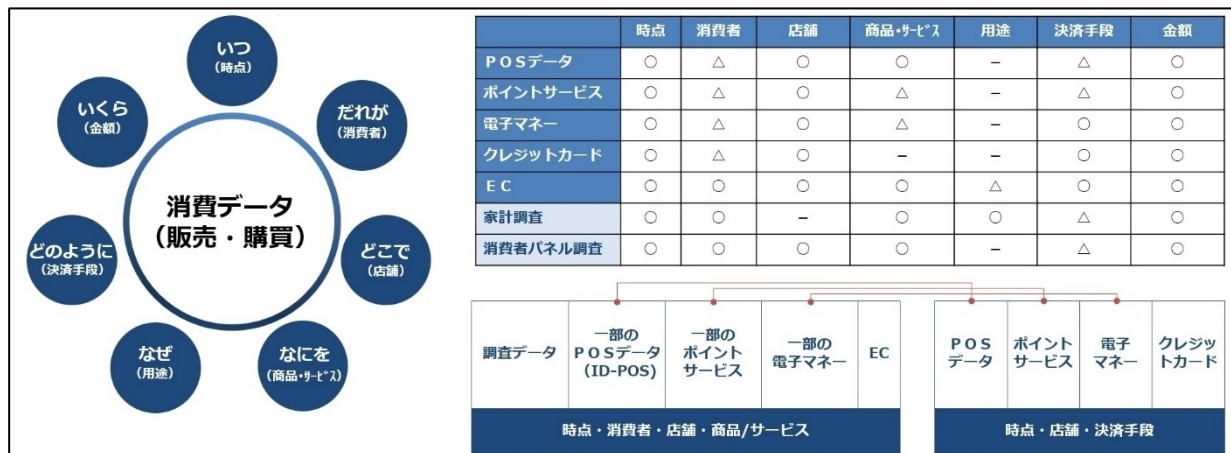 いつ
(時点)
だれが
(消費者)
どこで
(店舗)
なにを
(商品・ｻｰﾋﾞｽ)
なぜ
(用途)
どのように
(決済手段)
いくら
(金額)
消費データ
(販売・購買)
時点 消費者 店舗 商品・ｻｰﾋﾞｽ 用途 決済手段 金額
ＰＯＳデータ ○ △ ○ ○ － △ ○
ポイントサービス ○ △ ○ △ － △ ○
電子マネー ○ △ ○ △ － ○ ○
クレジットカード ○ △ ○ － － ○ ○
ＥＣ ○ ○ ○ ○ △ ○ ○
家計調査 ○ ○ － ○ ○ △ ○
消費者パネル調査 ○ ○ ○ ○ － △ ○
調査データ
一部の
ＰＯＳデータ
(ID-POS)
一部の
ポイント
サービス
一部の
電子マネー
EC
時点・消費者・店舗・商品/サービス
ＰＯＳ
データ
ポイント
サービス
電子
マネー
クレジッ
トカード
時点・店舗・決済手段